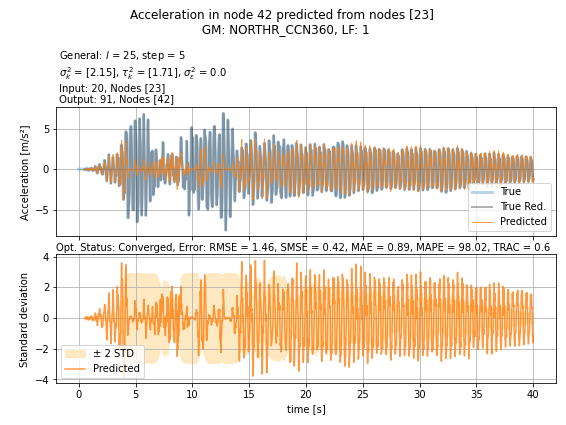 Acceleration in node 42 predicted from nodes [23]
GM: NORTHR_CCN360, LF: 1
General: l = 25, step = 5
σ²ₖ = [2.15], τ²ₖ = [1.71], σ²ε = 0.0
Input: 20, Nodes [23]
Output: 91, Nodes [42]
Acceleration [m/s²]
5
0
−5
True
True Red.
Predicted
Opt. Status: Converged, Error: RMSE = 1.46, SMSE = 0.42, MAE = 0.89, MAPE = 98.02, TRAC = 0.6
Standard deviation
4
2
0
−2
−4
± 2 STD
Predicted
0 5 10 15 20 25 30 35 40
time [s]